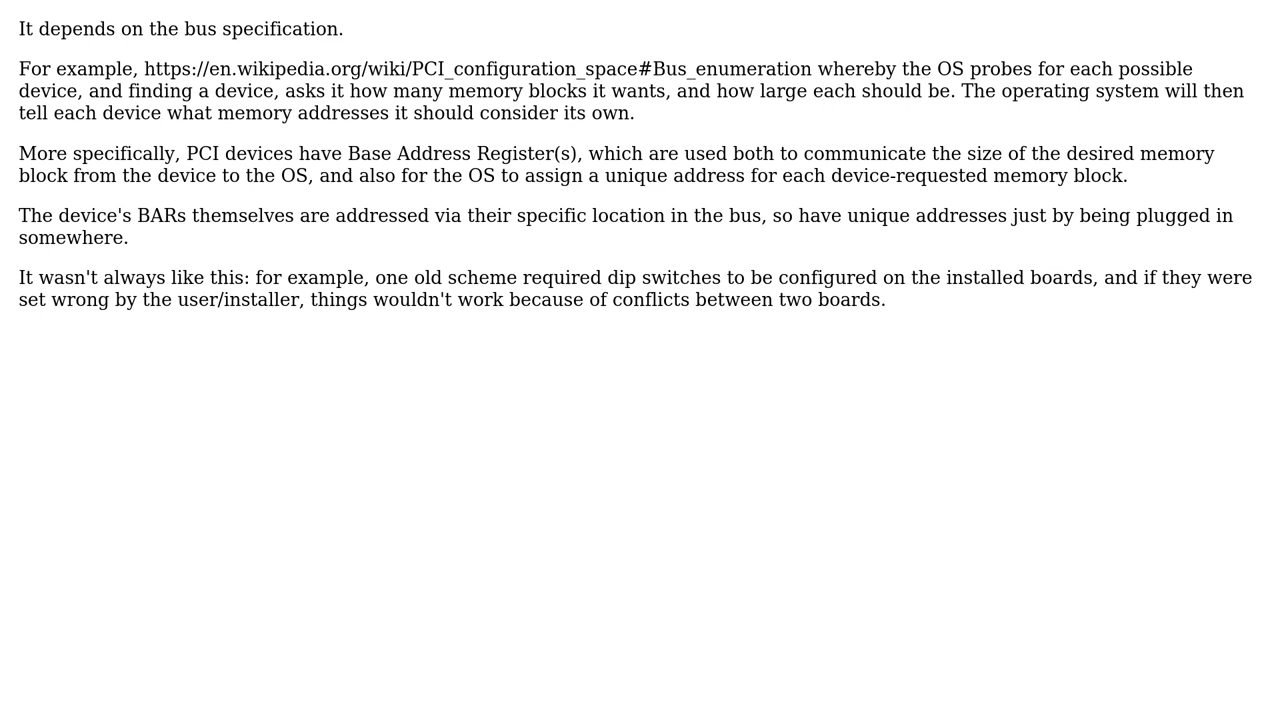 It depends on the bus specification.
For example, https://en.wikipedia.org/wiki/PCI_configuration_space#Bus_enumeration whereby the OS probes for each possible
device, and finding a device, asks it how many memory blocks it wants, and how large each should be. The operating system will then
tell each device what memory addresses it should consider its own.
More specifically, PCI devices have Base Address Register(s), which are used both to communicate the size of the desired memory
block from the device to the OS, and also for the OS to assign a unique address for each device-requested memory block.
The device's BARs themselves are addressed via their specific location in the bus, so have unique addresses just by being plugged in
somewhere.
It wasn't always like this: for example, one old scheme required dip switches to be configured on the installed boards, and if they were
set wrong by the user/installer, things wouldn't work because of conflicts between two boards.